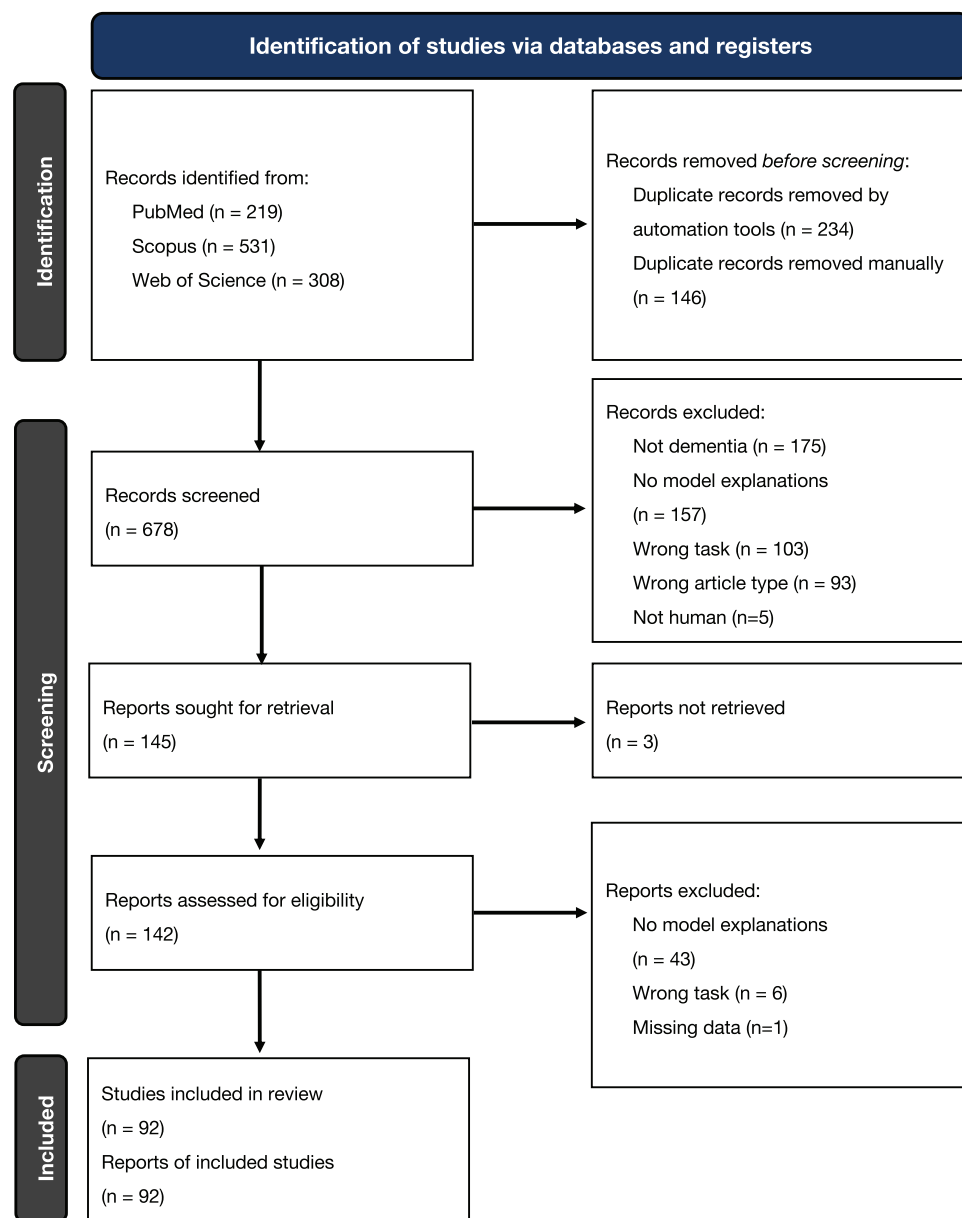 Identification of studies via databases and registers
Identification
Records identified from:
PubMed (n = 219)
Scopus (n = 531)
Web of Science (n = 308)
Records removed before screening:
Duplicate records removed by
automation tools (n = 234)
Duplicate records removed manually
(n = 146)
Screening
Records screened
(n = 678)
Records excluded:
Not dementia (n = 175)
No model explanations
(n = 157)
Wrong task (n = 103)
Wrong article type (n = 93)
Not human (n=5)
Reports sought for retrieval
(n = 145)
Reports not retrieved
(n = 3)
Reports assessed for eligibility
(n = 142)
Reports excluded:
No model explanations
(n = 43)
Wrong task (n = 6)
Missing data (n=1)
Included
Studies included in review
(n = 92)
Reports of included studies
(n = 92)